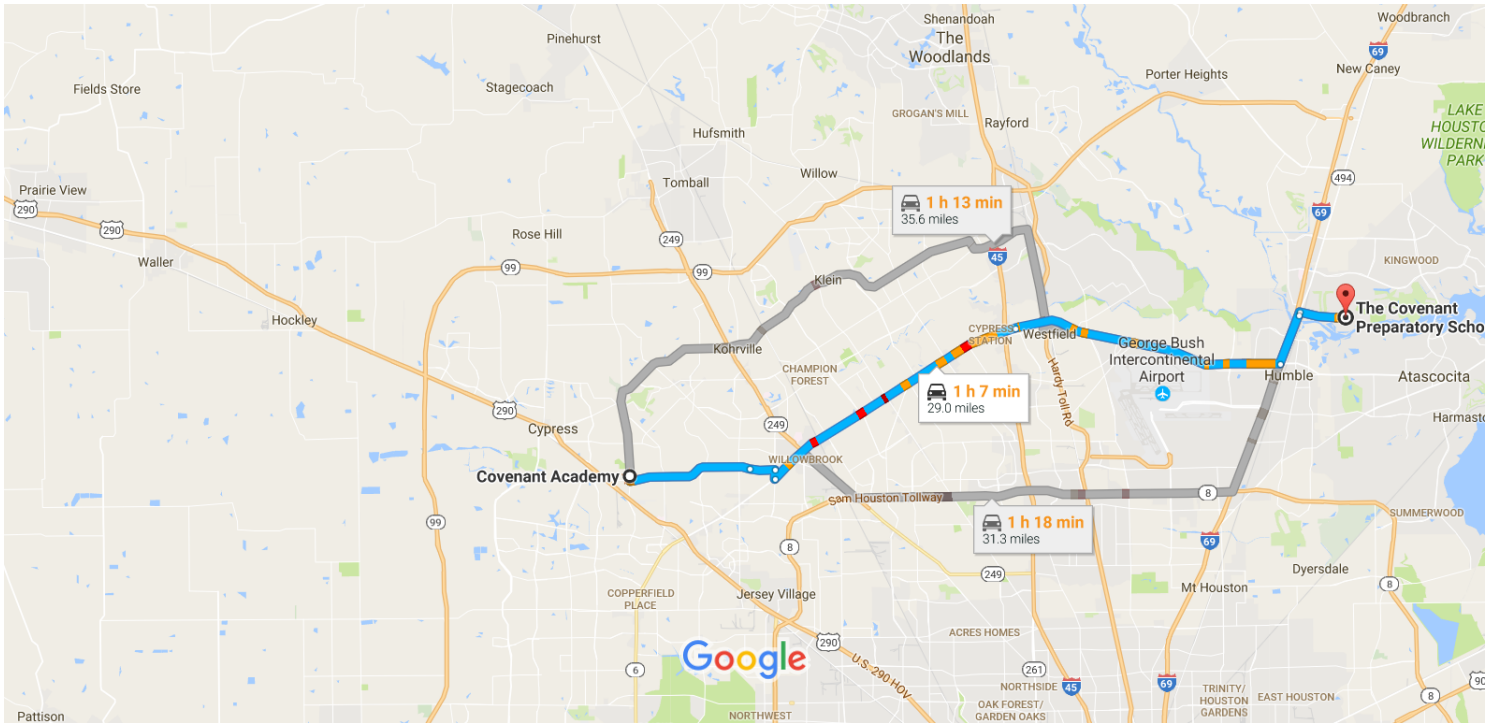 Shenandoah
Woodbranch
The
Woodlands
69
Pinehurst
New Caney
Porter Heights
Fields Store
Stagecoach
LAKE
HOUSTO
WILDERNE
PARK
GROGAN'S MILL
Rayford
Hufsmith
Willow
Tomball
494
Prairie View
290
1 h 13 min
35.6 miles
69
290
Rose Hill
249
45
Waller
99
99
KINGWOOD
Klein
The Covenant
Preparatory Scho
Hockley
CYPRESS
STATION
Westfield
George Bush
Intercontinental
Airport
Kohrville
CHAMPION
FOREST
Humble
Atascocita
Hardy Toll Rd
1 h 7 min
29.0 miles
290
Cypress
249
Harmasto
WILLOWBROOK
Covenant Academy
Sam Houston Tollway
8
99
1 h 18 min
31.3 miles
SUMMERWOOD
69
8
249
Dyersdale
8
Mt Houston
COPPERFIELD
PLACE
Jersey Village
ACRES HOMES
290
Google
6
U.S. 290 HOV
261
NORTHSIDE
45
69
90
OAK FOREST/
GARDEN OAKS
TRINITY/
HOUSTON
GARDENS
EAST HOUSTON
Pattison
NORTHWEST